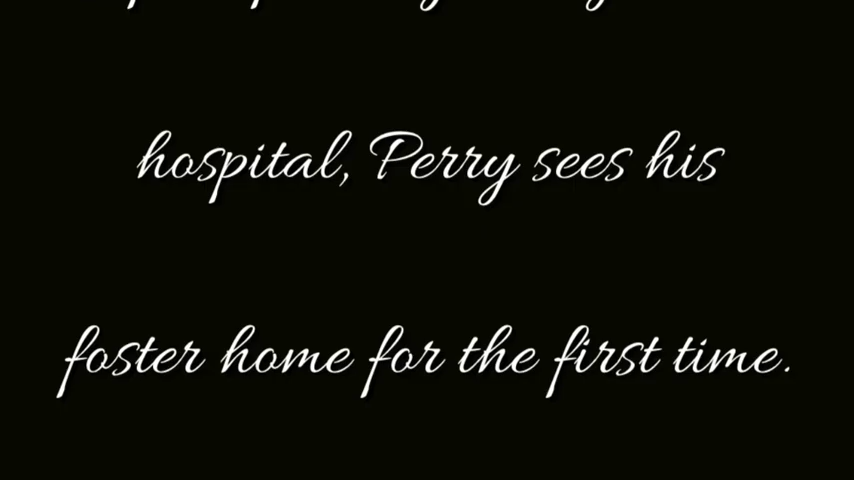 hospital, Perry sees his
foster home for the first time.